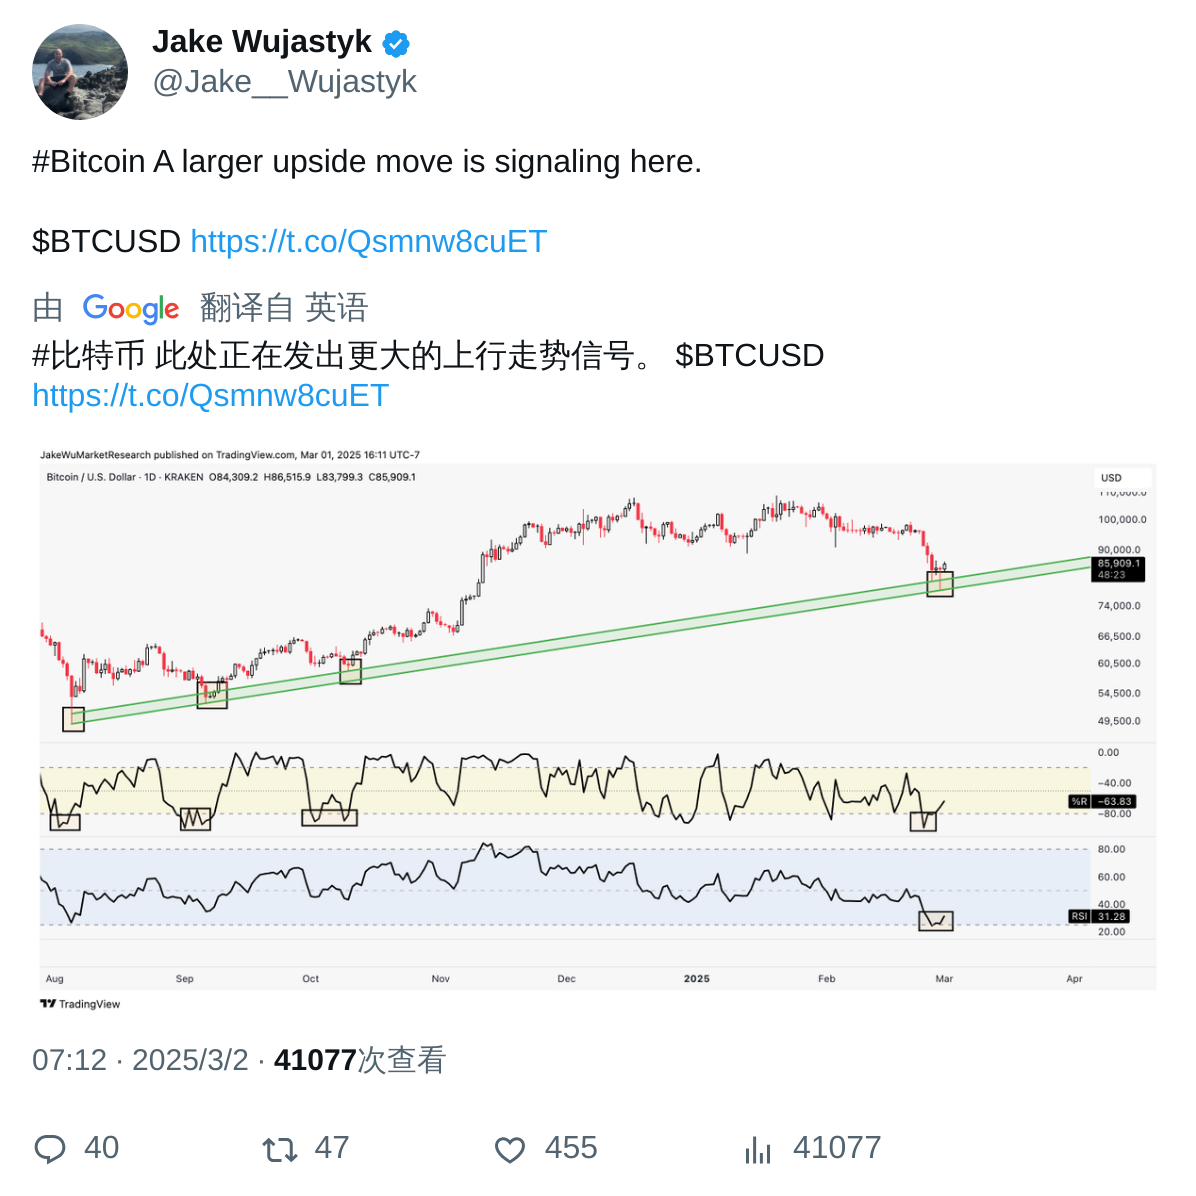 Jake Wujastyk
@Jake__Wujastyk
#Bitcoin A larger upside move is signaling here.
$BTCUSD https://t.co/Qsmnw8cuET
由 Google 翻译自 英语
#比特币 此处正在发出更大的上行走势信号。 $BTCUSD
https://t.co/Qsmnw8cuET
JakeWuMarketResearch published on TradingView.com, Mar 01, 2025 16:11 UTC-7
Bitcoin / U.S. Dollar · 1D · KRAKEN O84,309.2 H86,515.9 L83,799.3 C85,909.1
USD
110,000.0
100,000.0
90,000.0
85,909.1
48:23
74,000.0
66,500.0
60,500.0
54,500.0
49,500.0
0.00
−40.00
%R −63.83
−80.00
80.00
60.00
40.00
RSI 31.28
20.00
Aug Sep Oct Nov Dec 2025 Feb Mar Apr
TradingView
07:12 · 2025/3/2 · 41077次查看
40 47 455 41077